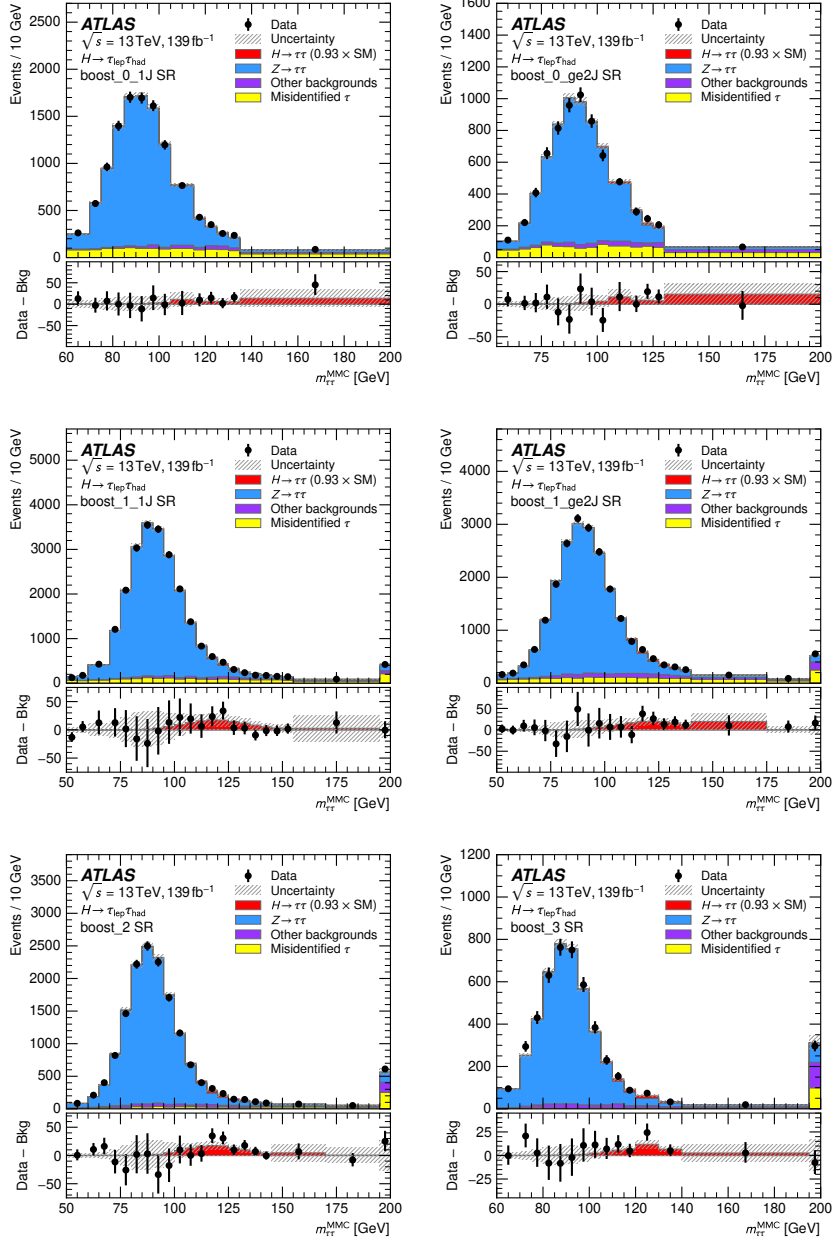 ATLAS
√s = 13 TeV, 139 fb⁻¹
H → τlepτhad
boost_0_1J SR
Data
Uncertainty
H → ττ (0.93 × SM)
Z → ττ
Other backgrounds
Misidentified τ
Events / 10 GeV
2500
2000
1500
1000
500
0
Data − Bkg
50
0
−50
60 80 100 120 140 160 180 200
mττMMC [GeV]
ATLAS
√s = 13 TeV, 139 fb⁻¹
H → τlepτhad
boost_0_ge2J SR
Data
Uncertainty
H → ττ (0.93 × SM)
Z → ττ
Other backgrounds
Misidentified τ
Events / 10 GeV
1600
1400
1200
1000
800
600
400
200
0
Data − Bkg
50
0
−50
75 100 125 150 175 200
mττMMC [GeV]
ATLAS
√s = 13 TeV, 139 fb⁻¹
H → τlepτhad
boost_1_1J SR
Data
Uncertainty
H → ττ (0.93 × SM)
Z → ττ
Other backgrounds
Misidentified τ
Events / 10 GeV
5000
4000
3000
2000
1000
0
Data − Bkg
50
0
−50
50 75 100 125 150 175 200
mττMMC [GeV]
ATLAS
√s = 13 TeV, 139 fb⁻¹
H → τlepτhad
boost_1_ge2J SR
Data
Uncertainty
H → ττ (0.93 × SM)
Z → ττ
Other backgrounds
Misidentified τ
Events / 10 GeV
4000
3000
2000
1000
0
Data − Bkg
50
0
−50
50 75 100 125 150 175 200
mττMMC [GeV]
ATLAS
√s = 13 TeV, 139 fb⁻¹
H → τlepτhad
boost_2 SR
Data
Uncertainty
H → ττ (0.93 × SM)
Z → ττ
Other backgrounds
Misidentified τ
Events / 10 GeV
3500
3000
2500
2000
1500
1000
500
0
Data − Bkg
50
0
−50
50 75 100 125 150 175 200
mττMMC [GeV]
ATLAS
√s = 13 TeV, 139 fb⁻¹
H → τlepτhad
boost_3 SR
Data
Uncertainty
H → ττ (0.93 × SM)
Z → ττ
Other backgrounds
Misidentified τ
Events / 10 GeV
1200
1000
800
600
400
200
0
Data − Bkg
25
0
−25
60 80 100 120 140 160 180 200
mττMMC [GeV]